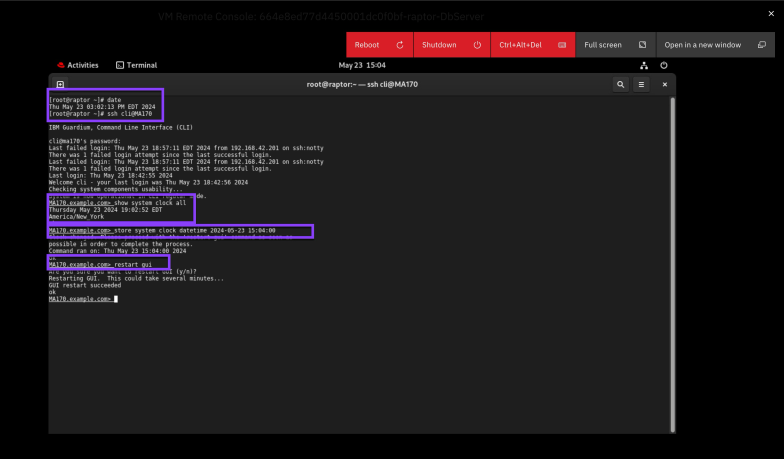 VM Remote Console: 664e8ed77d4450001dc0f0bf-raptor-DbServer
Reboot Shutdown Ctrl+Alt+Del Full screen Open in a new window
Activities Terminal May 23 15:04
root@raptor:~ — ssh cli@MA170
[root@raptor ~]# date
Thu May 23 03:02:13 PM EDT 2024
[root@raptor ~]# ssh cli@MA170
IBM Guardium, Command Line Interface (CLI)
cli@ma170's password:
Last failed login: Thu May 23 18:57:11 EDT 2024 from 192.168.42.201 on ssh:notty
There was 1 failed login attempt since the last successful login.
Last failed login: Thu May 23 18:57:11 EDT 2024 from 192.168.42.201 on ssh:notty
There was 1 failed login attempt since the last successful login.
Last login: Thu May 23 18:42:55 2024
Welcome cli - your last login was Thu May 23 18:42:56 2024
Checking system components usability...
MA170.example.com> show system clock all
Thursday May 23 2024 19:02:52 EDT
America/New_York
MA170.example.com> store system clock datetime 2024-05-23 15:04:00
possible in order to complete the process.
Command ran on: Thu May 23 15:04:00 2024
ok
MA170.example.com> restart gui
Are you sure you want to restart GUI (y/n)?
Restarting GUI. This could take several minutes...
GUI restart succeeded
ok
MA170.example.com>